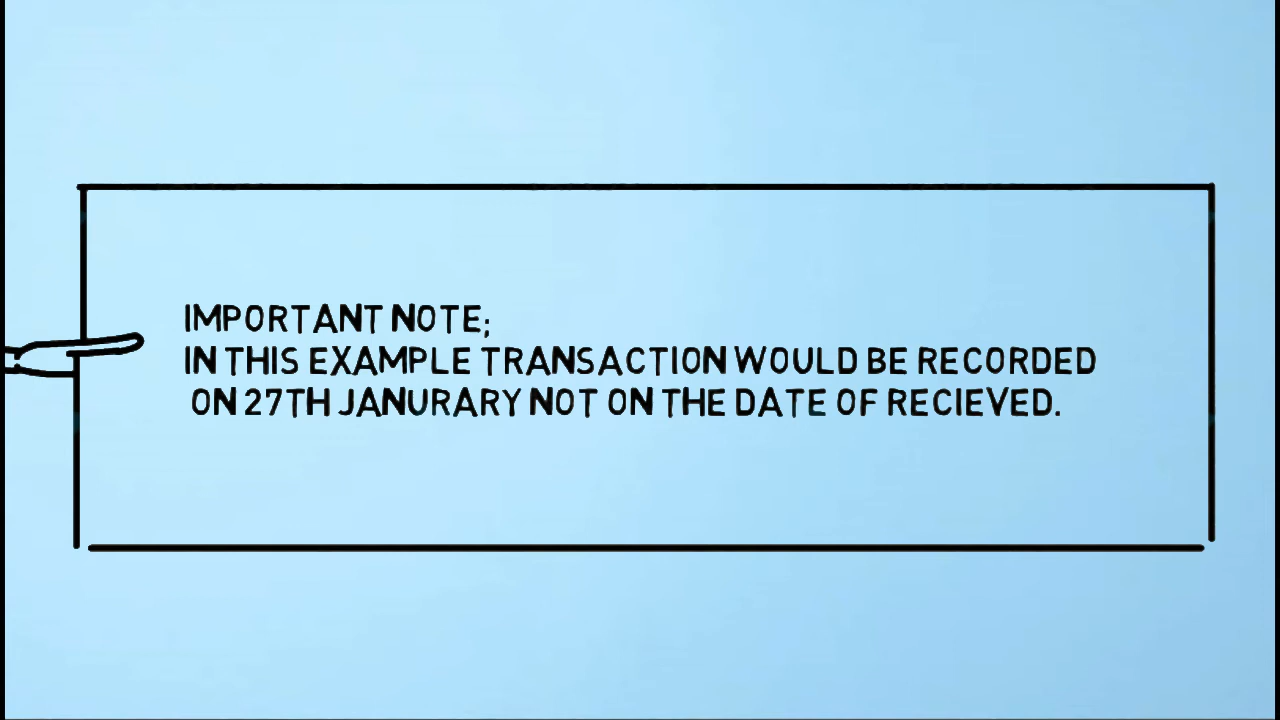 IMPORTANT NOTE;
IN THIS EXAMPLE TRANSACTION WOULD BE RECORDED
ON 27TH JANURARY NOT ON THE DATE OF RECIEVED.